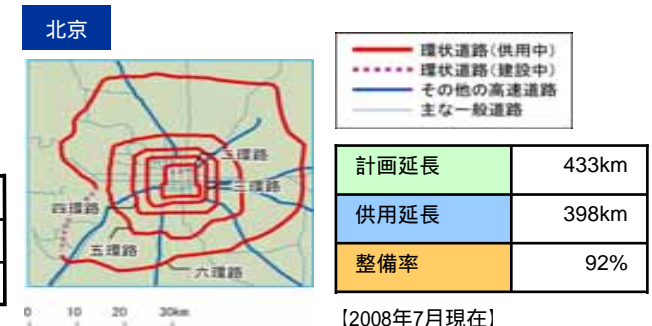 北京
環状道路(供用中)
環状道路(建設中)
その他の高速道路
主な一般道路
二環路
三環路
四環路
五環路
六環路
0 10 20 30km
計画延長 433km
供用延長 398km
整備率 92%
【2008年7月現在】